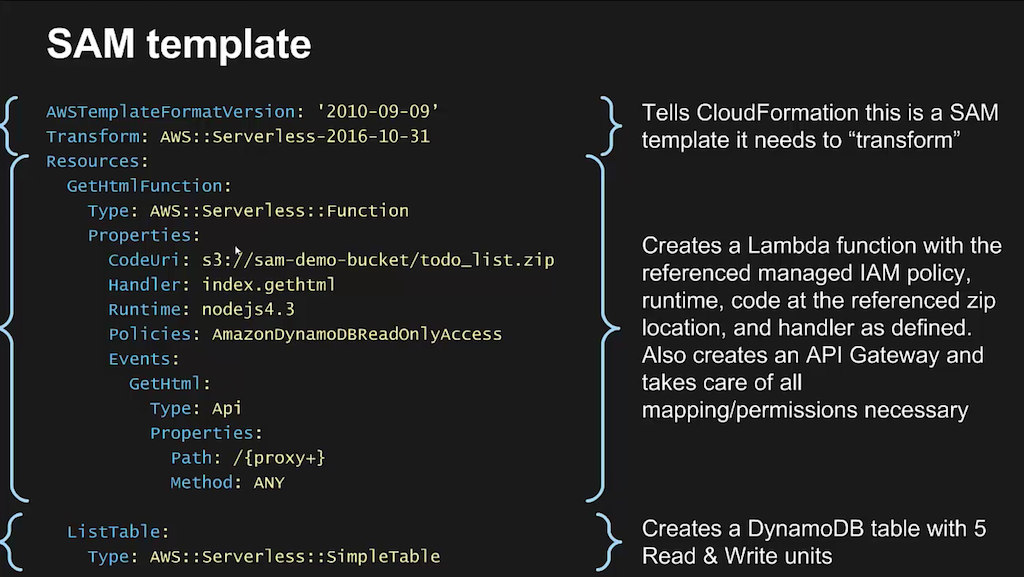 SAM template
AWSTemplateFormatVersion: '2010-09-09’
Transform: AWS::Serverless-2016-10-31
Resources:
  GetHtmlFunction:
    Type: AWS::Serverless::Function
    Properties:
      CodeUri: s3://sam-demo-bucket/todo_list.zip
      Handler: index.gethtml
      Runtime: nodejs4.3
      Policies: AmazonDynamoDBReadOnlyAccess
      Events:
        GetHtml:
          Type: Api
          Properties:
            Path: /{proxy+}
            Method: ANY
  ListTable:
    Type: AWS::Serverless::SimpleTable
Tells CloudFormation this is a SAM
template it needs to “transform”
Creates a Lambda function with the
referenced managed IAM policy,
runtime, code at the referenced zip
location, and handler as defined.
Also creates an API Gateway and
takes care of all
mapping/permissions necessary
Creates a DynamoDB table with 5
Read & Write units